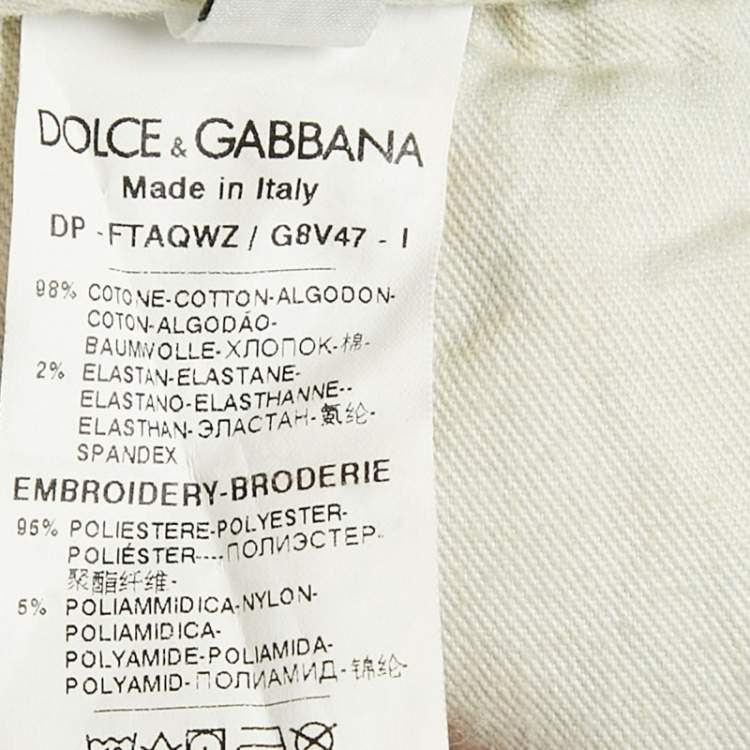 DOLCE & GABBANA
Made in Italy
DP -FTAQWZ / G8V47 - I
98% COTONE-COTTON-ALGODON-
COTON-ALGODÃO-
BAUMWOLLE-ХЛОПОК-棉-
2% ELASTAN-ELASTANE-
ELASTANO-ELASTHANNE--
ELASTHAN-ЭЛАСТАН-氨纶-
SPANDEX
EMBROIDERY-BRODERIE
95% POLIESTERE-POLYESTER-
POLIÉSTER----ПОЛИЭСТЕР-
聚酯纤维-
5% POLIAMMIDICA-NYLON-
POLIAMIDICA-
POLYAMIDE-POLIAMIDA-
POLYAMID-ПОЛИАМИД-锦纶-